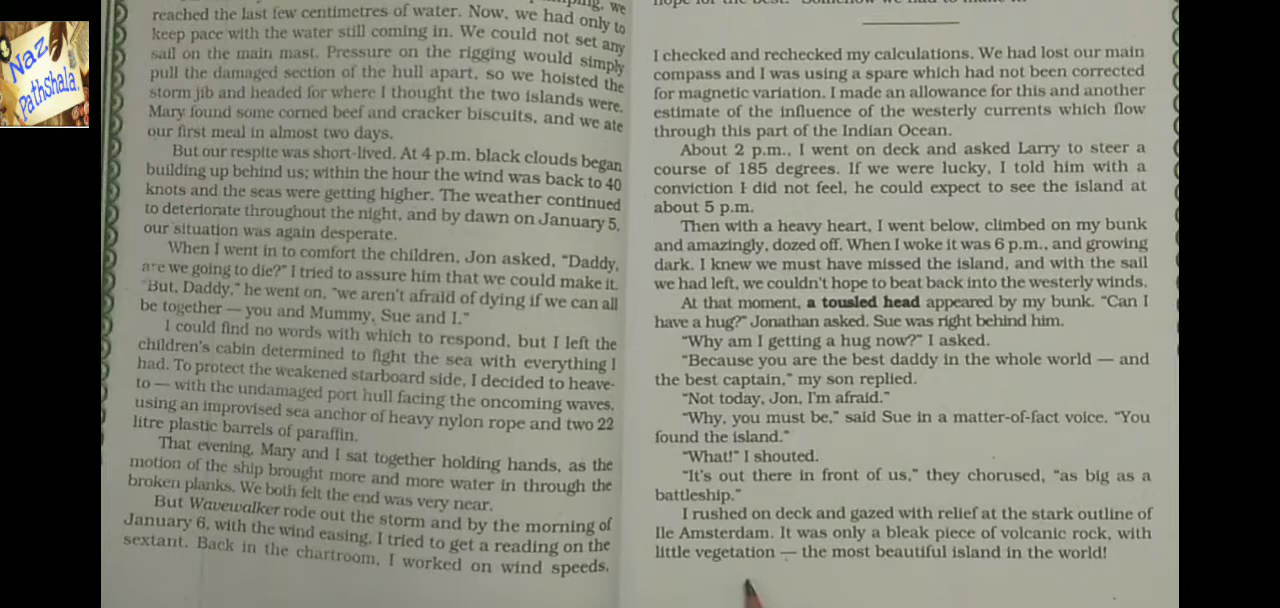 Naz
Pathshala.
reached the last few centimetres of water. Now, we had only to
keep pace with the water still coming in. We could not set any
sail on the main mast. Pressure on the rigging would simply
pull the damaged section of the hull apart, so we hoisted the
storm jib and headed for where I thought the two islands were.
Mary found some corned beef and cracker biscuits, and we ate
our first meal in almost two days.
But our respite was short-lived. At 4 p.m. black clouds began
building up behind us; within the hour the wind was back to 40
knots and the seas were getting higher. The weather continued
to deteriorate throughout the night, and by dawn on January 5,
our situation was again desperate.
When I went in to comfort the children, Jon asked, “Daddy,
are we going to die?” I tried to assure him that we could make it.
“But, Daddy,” he went on, “we aren’t afraid of dying if we can all
be together — you and Mummy, Sue and I.”
I could find no words with which to respond, but I left the
children’s cabin determined to fight the sea with everything I
had. To protect the weakened starboard side, I decided to heave-
to — with the undamaged port hull facing the oncoming waves,
using an improvised sea anchor of heavy nylon rope and two 22
litre plastic barrels of paraffin.
That evening, Mary and I sat together holding hands, as the
motion of the ship brought more and more water in through the
broken planks. We both felt the end was very near.
But Wavewalker rode out the storm and by the morning of
January 6, with the wind easing, I tried to get a reading on the
sextant. Back in the chartroom, I worked on wind speeds,
I checked and rechecked my calculations. We had lost our main
compass and I was using a spare which had not been corrected
for magnetic variation. I made an allowance for this and another
estimate of the influence of the westerly currents which flow
through this part of the Indian Ocean.
About 2 p.m., I went on deck and asked Larry to steer a
course of 185 degrees. If we were lucky, I told him with a
conviction I did not feel, he could expect to see the island at
about 5 p.m.
Then with a heavy heart, I went below, climbed on my bunk
and amazingly, dozed off. When I woke it was 6 p.m., and growing
dark. I knew we must have missed the island, and with the sail
we had left, we couldn’t hope to beat back into the westerly winds.
At that moment, a tousled head appeared by my bunk. “Can I
have a hug?” Jonathan asked. Sue was right behind him.
“Why am I getting a hug now?” I asked.
“Because you are the best daddy in the whole world — and
the best captain,” my son replied.
“Not today, Jon, I’m afraid.”
“Why, you must be,” said Sue in a matter-of-fact voice. “You
found the island.”
“What!” I shouted.
“It’s out there in front of us,” they chorused, “as big as a
battleship.”
I rushed on deck and gazed with relief at the stark outline of
Ile Amsterdam. It was only a bleak piece of volcanic rock, with
little vegetation — the most beautiful island in the world!